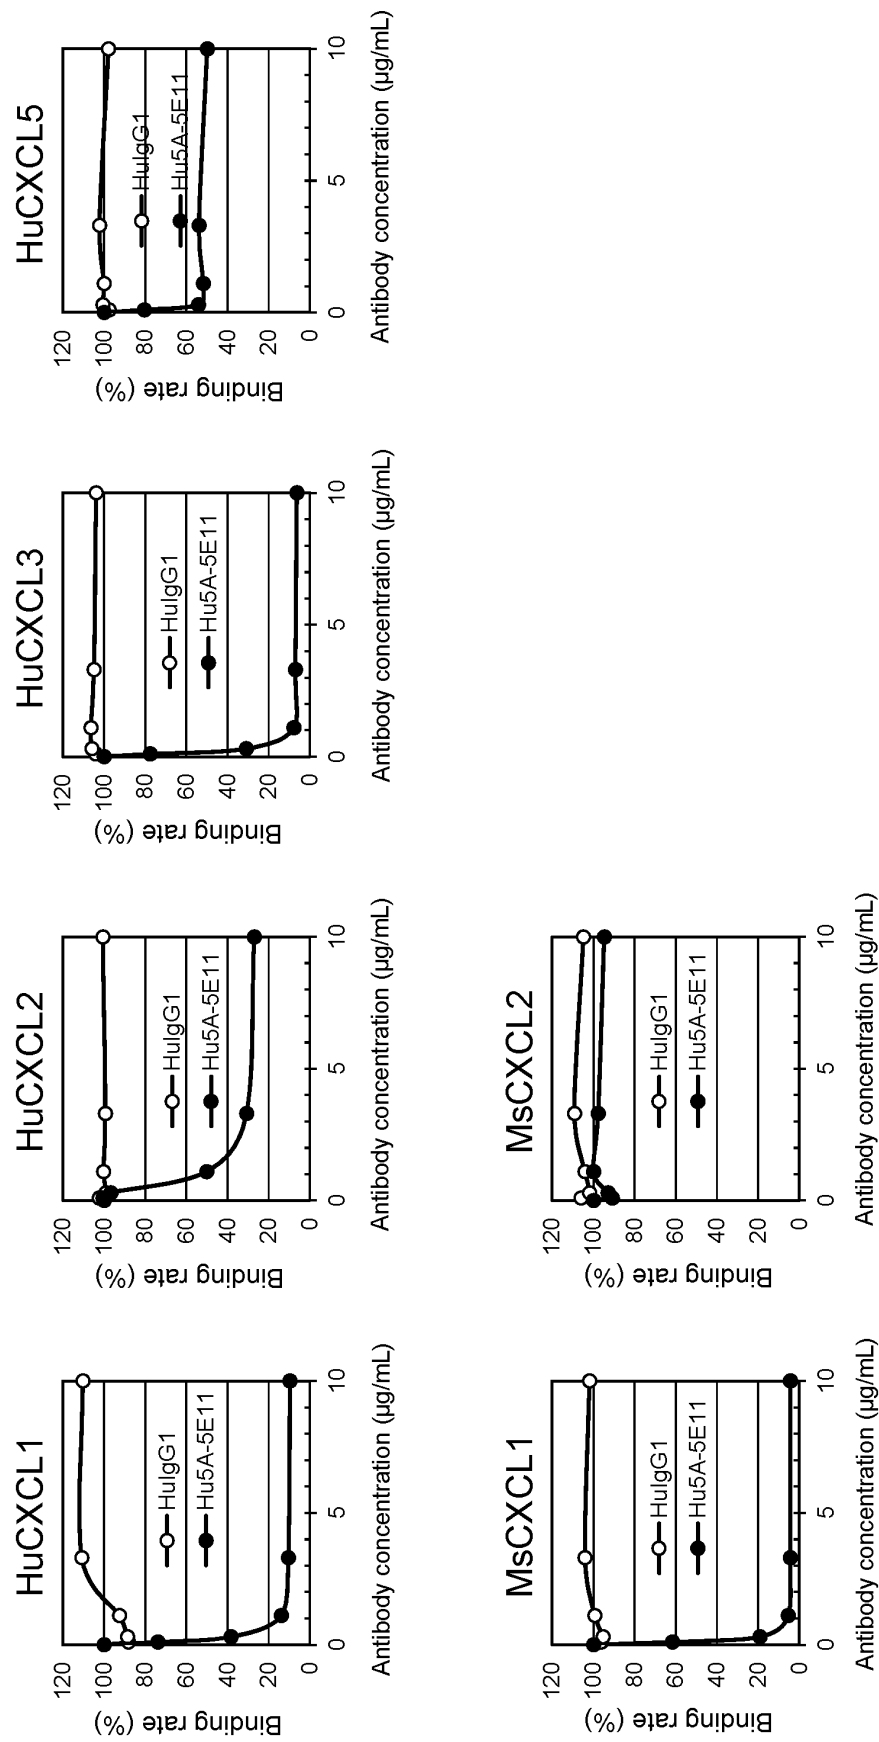 HuCXCL1
Binding rate (%)
120
100
80
60
40
20
0
HuIgG1
Hu5A-5E11
0
5
10
Antibody concentration (µg/mL)
HuCXCL2
Binding rate (%)
120
100
80
60
40
20
0
HuIgG1
Hu5A-5E11
0
5
10
Antibody concentration (µg/mL)
HuCXCL3
Binding rate (%)
120
100
80
60
40
20
0
HuIgG1
Hu5A-5E11
0
5
10
Antibody concentration (µg/mL)
HuCXCL5
Binding rate (%)
120
100
80
60
40
20
0
HuIgG1
Hu5A-5E11
0
5
10
Antibody concentration (µg/mL)
MsCXCL1
Binding rate (%)
120
100
80
60
40
20
0
HuIgG1
Hu5A-5E11
0
5
10
Antibody concentration (µg/mL)
MsCXCL2
Binding rate (%)
120
100
80
60
40
20
0
HuIgG1
Hu5A-5E11
0
5
10
Antibody concentration (µg/mL)